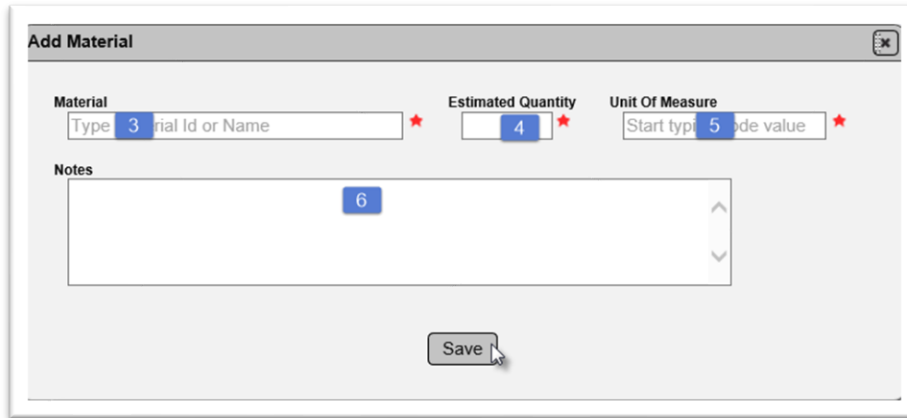 Add Material
Material Estimated Quantity Unit Of Measure
Type 3 rial Id or Name 4 Start typi 5 ode value
Notes
6
Save